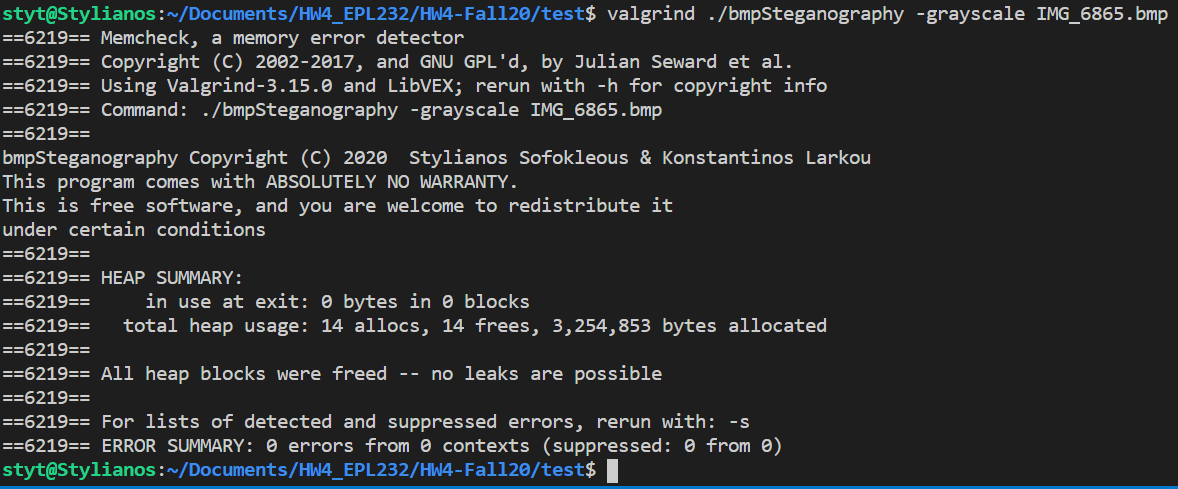 styt@Stylianos:~/Documents/HW4_EPL232/HW4-Fall20/test$ valgrind ./bmpSteganography -grayscale IMG_6865.bmp
==6219== Memcheck, a memory error detector
==6219== Copyright (C) 2002-2017, and GNU GPL'd, by Julian Seward et al.
==6219== Using Valgrind-3.15.0 and LibVEX; rerun with -h for copyright info
==6219== Command: ./bmpSteganography -grayscale IMG_6865.bmp
==6219==
bmpSteganography Copyright (C) 2020  Stylianos Sofokleous & Konstantinos Larkou
This program comes with ABSOLUTELY NO WARRANTY.
This is free software, and you are welcome to redistribute it
under certain conditions
==6219==
==6219== HEAP SUMMARY:
==6219==     in use at exit: 0 bytes in 0 blocks
==6219==   total heap usage: 14 allocs, 14 frees, 3,254,853 bytes allocated
==6219==
==6219== All heap blocks were freed -- no leaks are possible
==6219==
==6219== For lists of detected and suppressed errors, rerun with: -s
==6219== ERROR SUMMARY: 0 errors from 0 contexts (suppressed: 0 from 0)
styt@Stylianos:~/Documents/HW4_EPL232/HW4-Fall20/test$